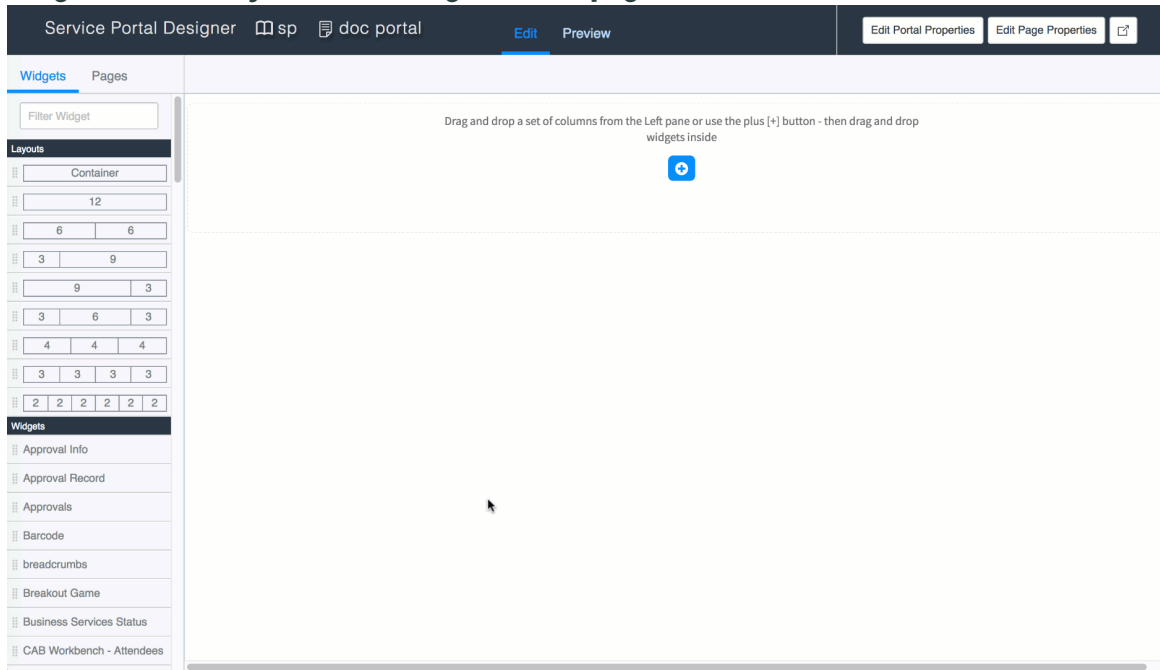 Service Portal Designer sp doc portal Edit Preview Edit Portal Properties Edit Page Properties
Widgets Pages
Filter Widget
Drag and drop a set of columns from the Left pane or use the plus [+] button - then drag and drop
widgets inside
Layouts
Container
12
6 6
3 9
9 3
3 6 3
4 4 4
3 3 3 3
2 2 2 2 2 2
Widgets
Approval Info
Approval Record
Approvals
Barcode
breadcrumbs
Breakout Game
Business Services Status
CAB Workbench - Attendees